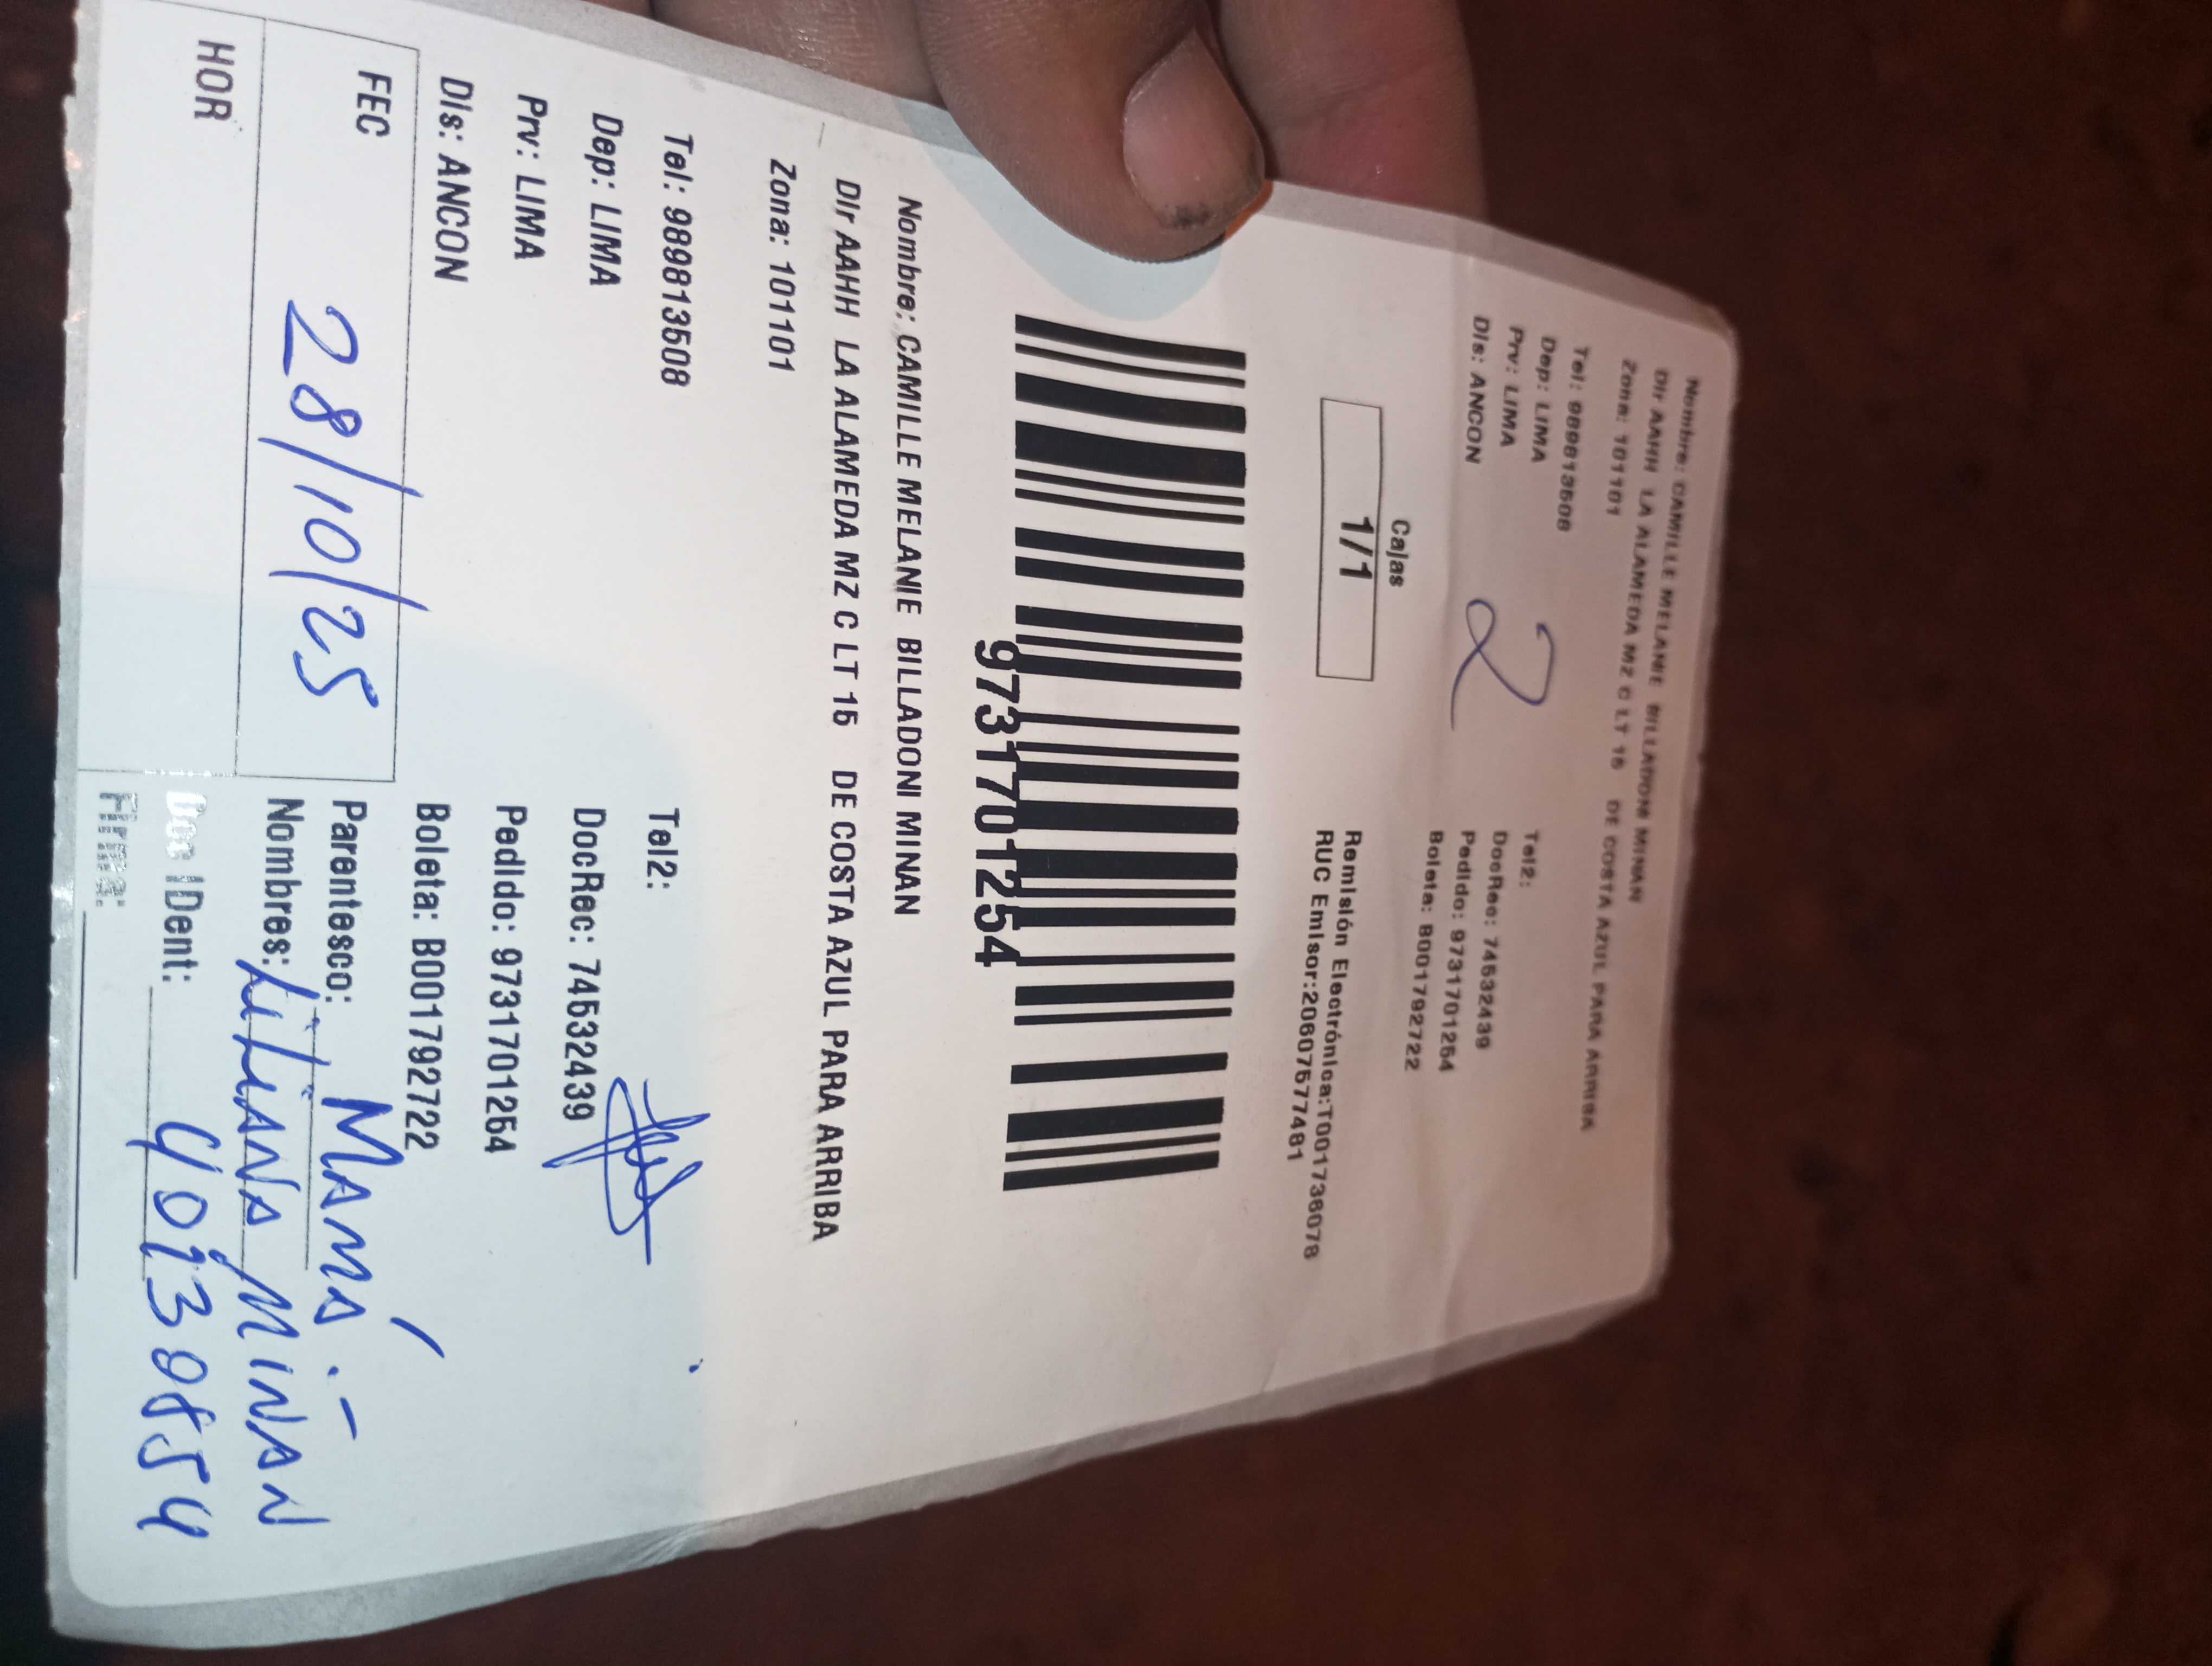 Nombre: CAMILLE MELANIE BILLADONI MINAN
Dir AAHH LA ALAMEDA MZ C LT 15 DE COSTA AZUL PARA ARRIBA
Zona: 101101
Tel: 989813508 Tel2:
Dep: LIMA DocRec: 74532439
Prv: LIMA Pedido: 9731701254
Dis: ANCON Boleta: B001792722
2
Cajas
1/1
Remisión Electrónica:T001736078
RUC Emisor:20607577481
9731701254
Nombre: CAMILLE MELANIE BILLADONI MINAN
Dir AAHH LA ALAMEDA MZ C LT 15 DE COSTA AZUL PARA ARRIBA
Zona: 101101
Tel: 989813508 Tel2:
Dep: LIMA DocRec: 74532439
Prv: LIMA Pedido: 9731701254
Dis: ANCON Boleta: B001792722
FEC 28/10/25 Parentesco: MAMÁ.-
Nombres: Liliana Miñan
HOR Doc IDent: 40130854
Firma: